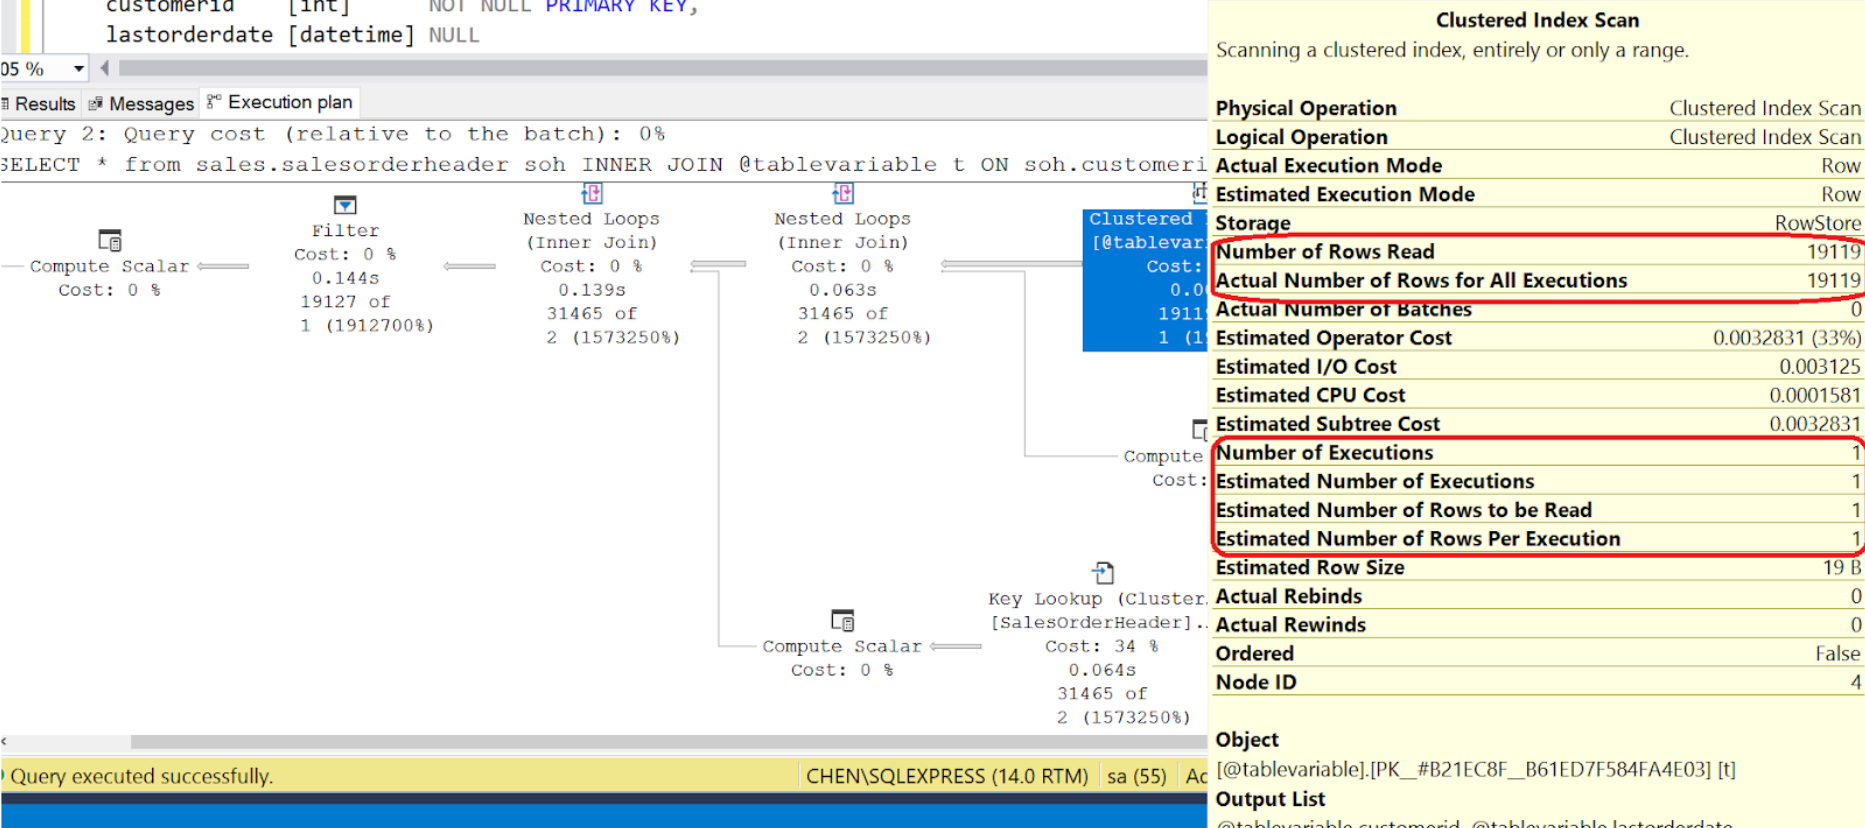 customerid [int] NOT NULL PRIMARY KEY,
lastorderdate [datetime] NULL
05 %
Results Messages Execution plan
Query 2: Query cost (relative to the batch): 0%
SELECT * from sales.salesorderheader soh INNER JOIN @tablevariable t ON soh.customeri
Compute Scalar
Cost: 0 %
Filter
Cost: 0 %
0.144s
19127 of
1 (1912700%)
Nested Loops
(Inner Join)
Cost: 0 %
0.139s
31465 of
2 (1573250%)
Nested Loops
(Inner Join)
Cost: 0 %
0.063s
31465 of
2 (1573250%)
Clustered
[@tablevar
Cost:
0.0
1911
1 (1
Compute
Cost:
Key Lookup (Cluster
[SalesOrderHeader]..
Cost: 34 %
0.064s
31465 of
2 (1573250%)
Compute Scalar
Cost: 0 %
Query executed successfully.
CHEN\SQLEXPRESS (14.0 RTM) sa (55)
Clustered Index Scan
Scanning a clustered index, entirely or only a range.
Physical Operation Clustered Index Scan
Logical Operation Clustered Index Scan
Actual Execution Mode Row
Estimated Execution Mode Row
Storage RowStore
Number of Rows Read 19119
Actual Number of Rows for All Executions 19119
Actual Number of Batches 0
Estimated Operator Cost 0.0032831 (33%)
Estimated I/O Cost 0.003125
Estimated CPU Cost 0.0001581
Estimated Subtree Cost 0.0032831
Number of Executions 1
Estimated Number of Executions 1
Estimated Number of Rows to be Read 1
Estimated Number of Rows Per Execution 1
Estimated Row Size 19 B
Actual Rebinds 0
Actual Rewinds 0
Ordered False
Node ID 4
Object
[@tablevariable].[PK__#B21EC8F__B61ED7F584FA4E03] [t]
Output List
@tablevariable.customerid, @tablevariable.lastorderdate